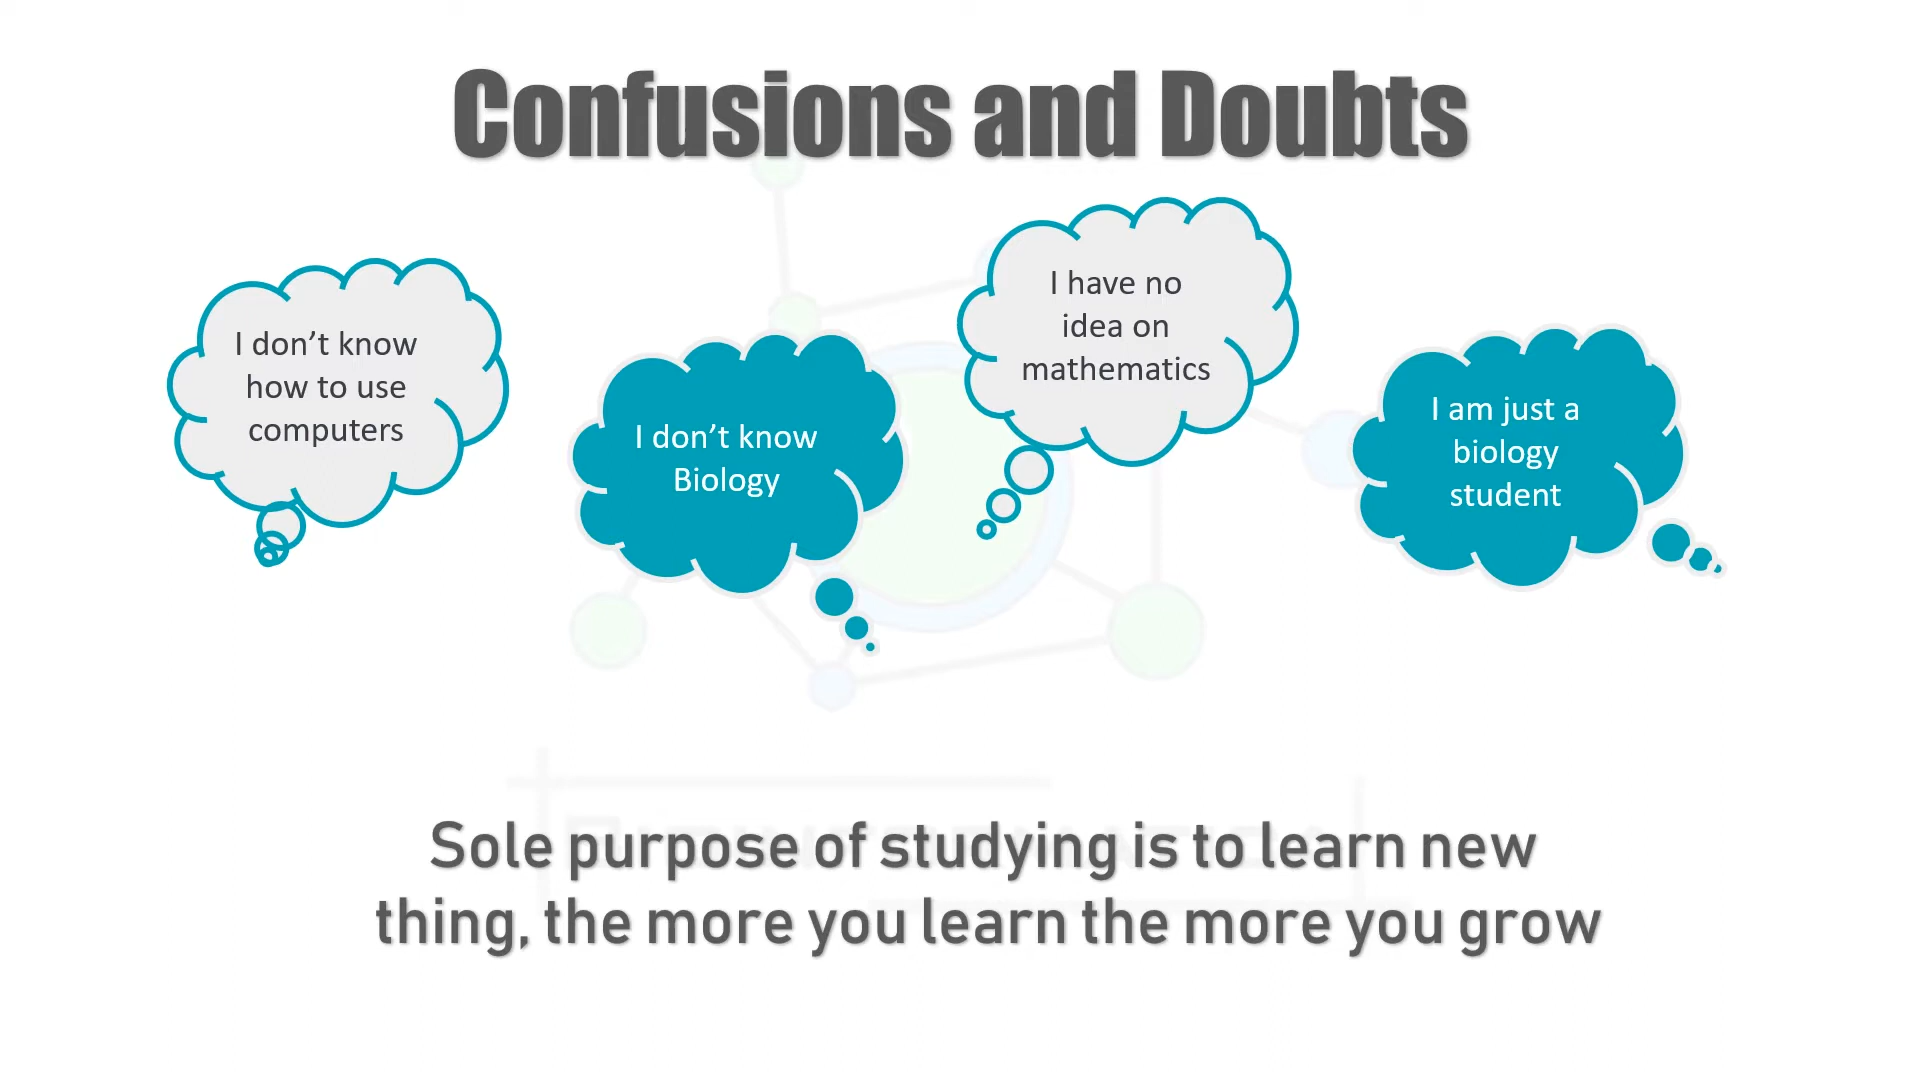 Confusions and Doubts
I don’t know
how to use
computers
I don’t know
Biology
I have no
idea on
mathematics
I am just a
biology
student
Sole purpose of studying is to learn new
thing, the more you learn the more you grow